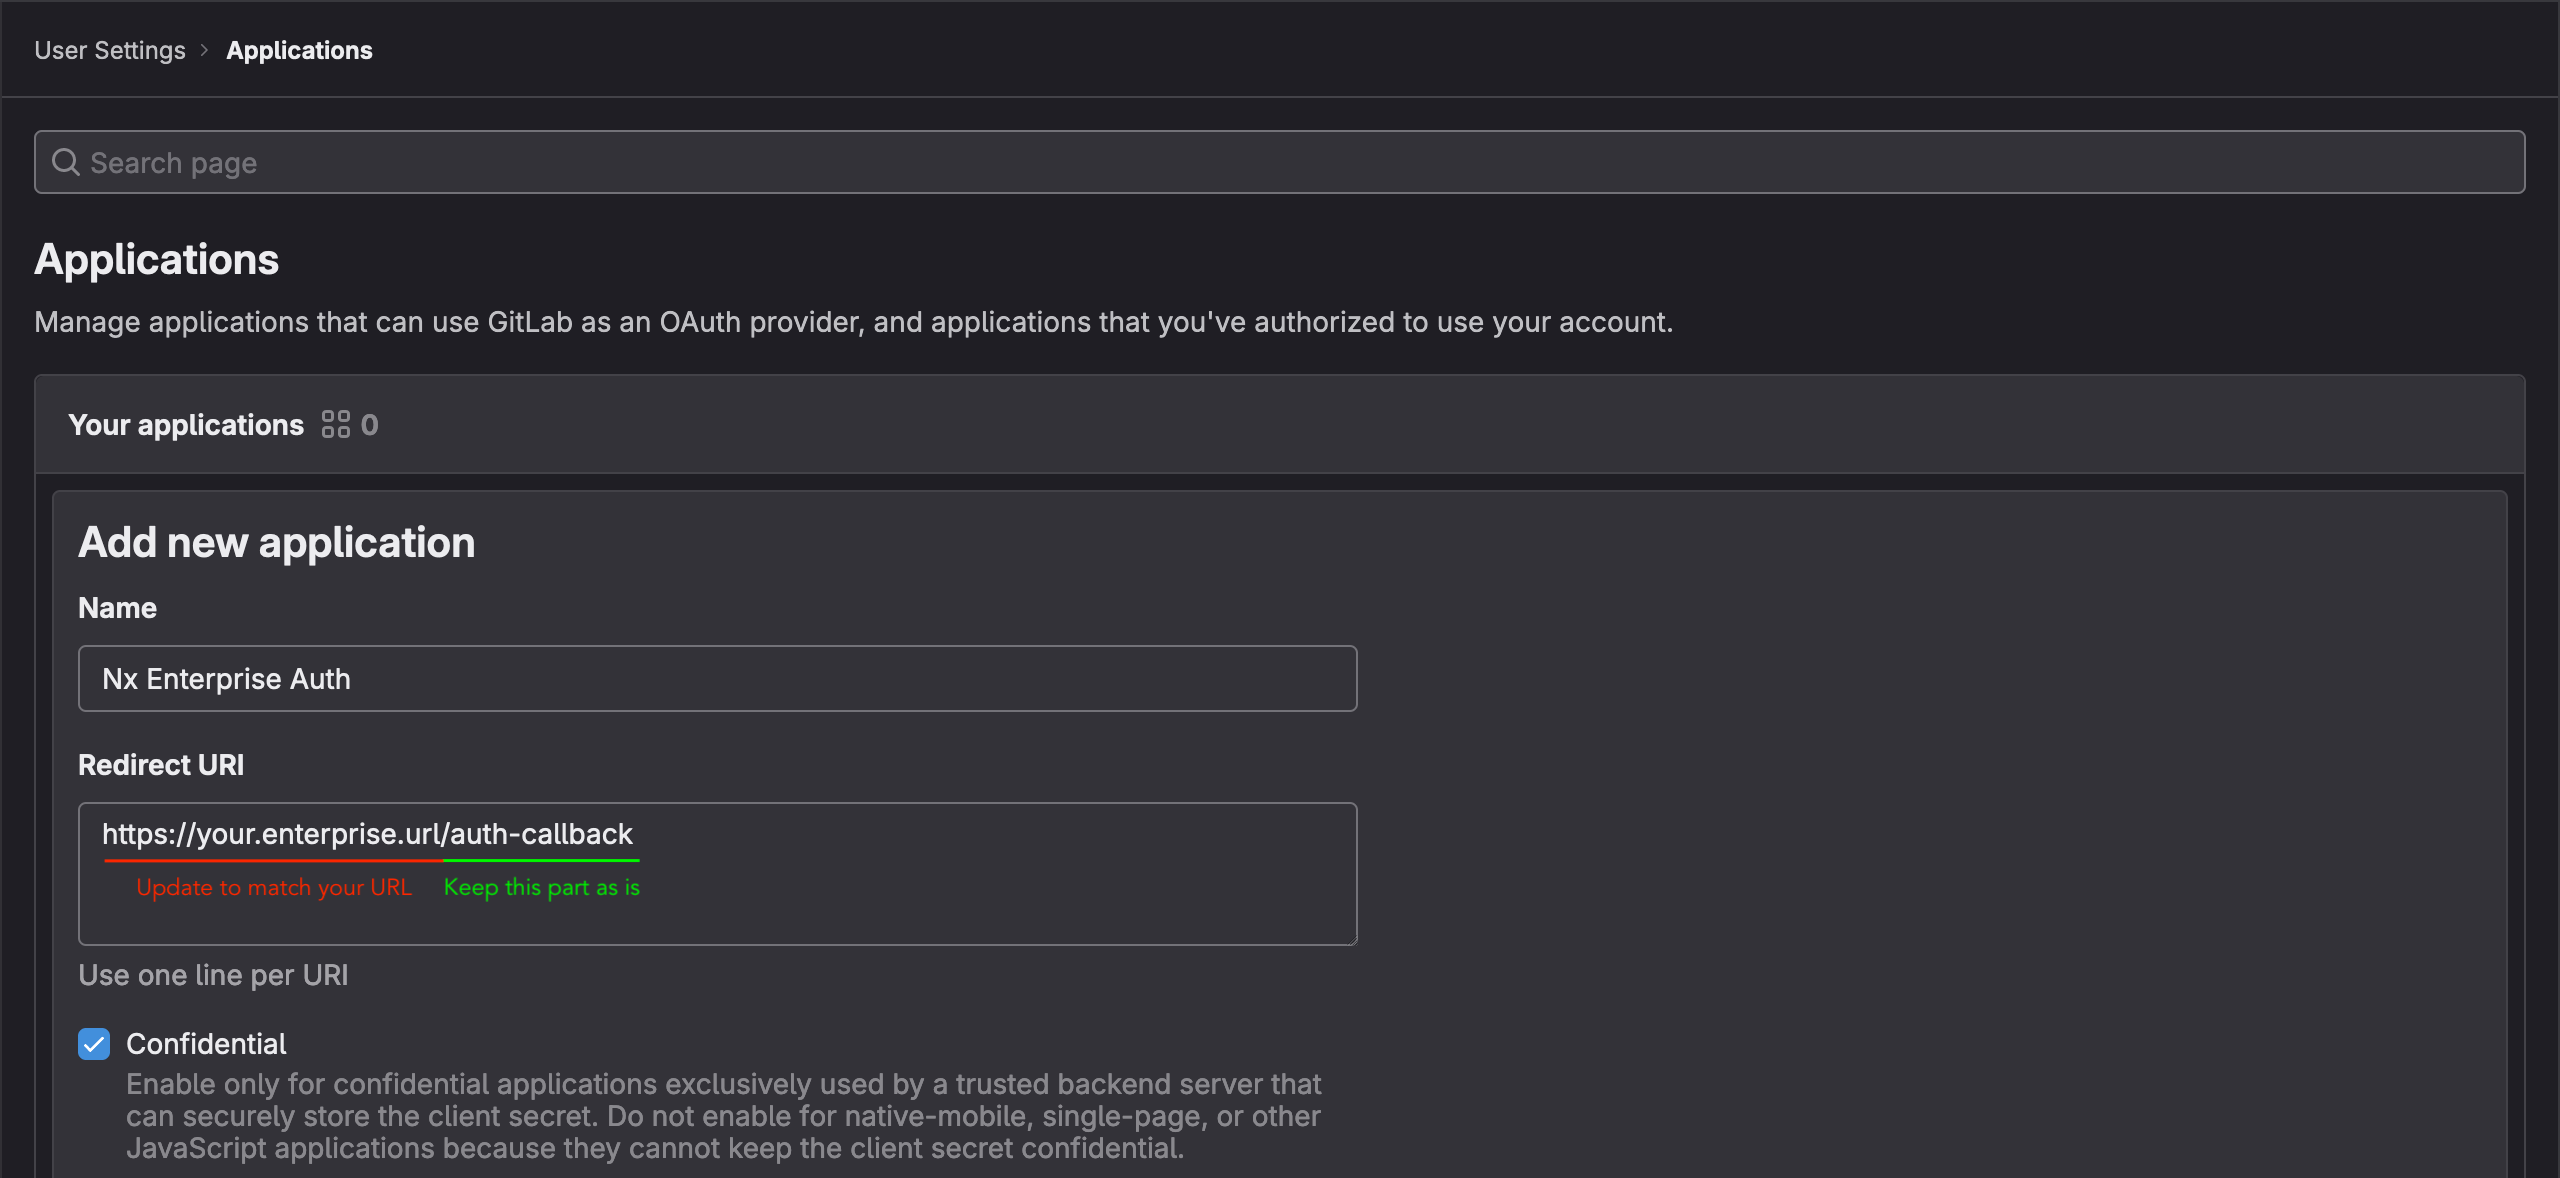 User Settings > Applications
Search page
Applications
Manage applications that can use GitLab as an OAuth provider, and applications that you've authorized to use your account.
Your applications 0
Add new application
Name
Nx Enterprise Auth
Redirect URI
https://your.enterprise.url/auth-callback
Update to match your URL Keep this part as is
Use one line per URI
Confidential
Enable only for confidential applications exclusively used by a trusted backend server that
can securely store the client secret. Do not enable for native-mobile, single-page, or other
JavaScript applications because they cannot keep the client secret confidential.